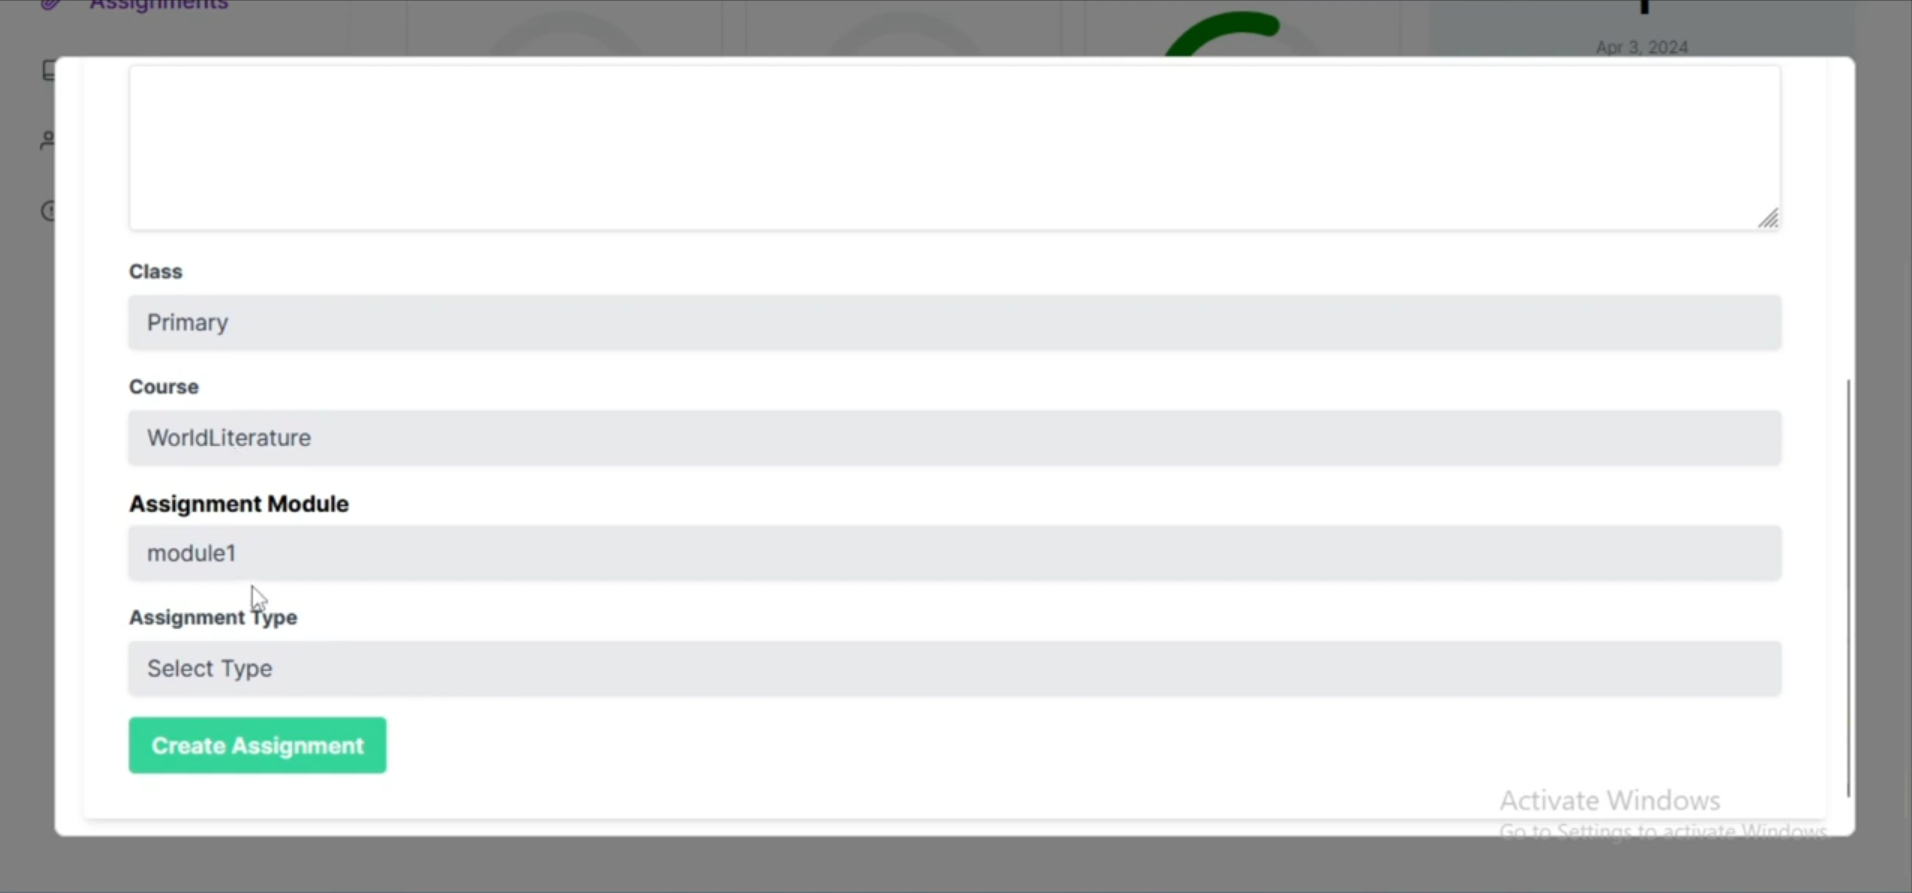 Assignments
Apr 3, 2024
Class
Primary
Course
WorldLiterature
Assignment Module
module1
Assignment Type
Select Type
Create Assignment
Activate Windows
Go to Settings to activate Windows.